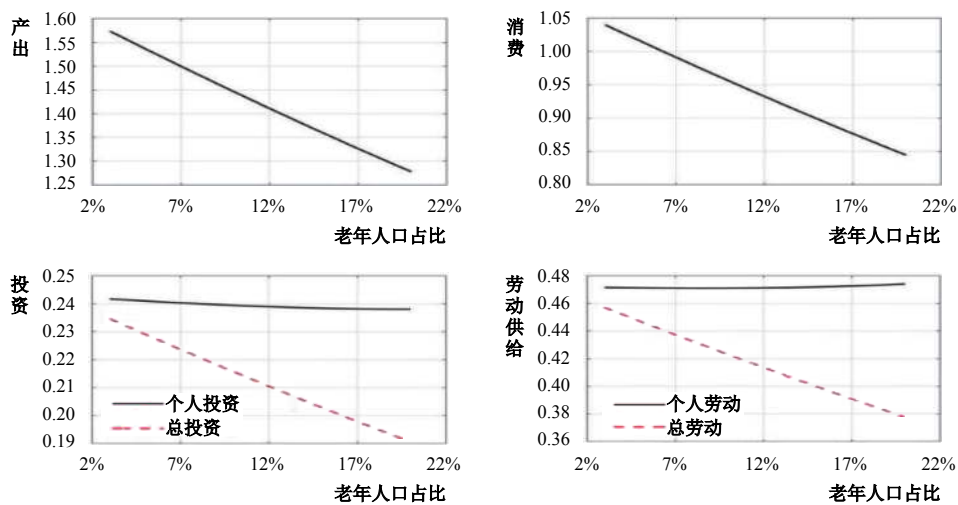 产出
1.60
1.55
1.50
1.45
1.40
1.35
1.30
1.25
2% 7% 12% 17% 22%
老年人口占比
消费
1.05
1.00
0.95
0.90
0.85
0.80
2% 7% 12% 17% 22%
老年人口占比
投资
0.25
0.24
0.23
0.22
0.21
0.20
0.19
个人投资
总投资
2% 7% 12% 17% 22%
老年人口占比
劳动供给
0.48
0.46
0.44
0.42
0.40
0.38
0.36
个人劳动
总劳动
2% 7% 12% 17% 22%
老年人口占比